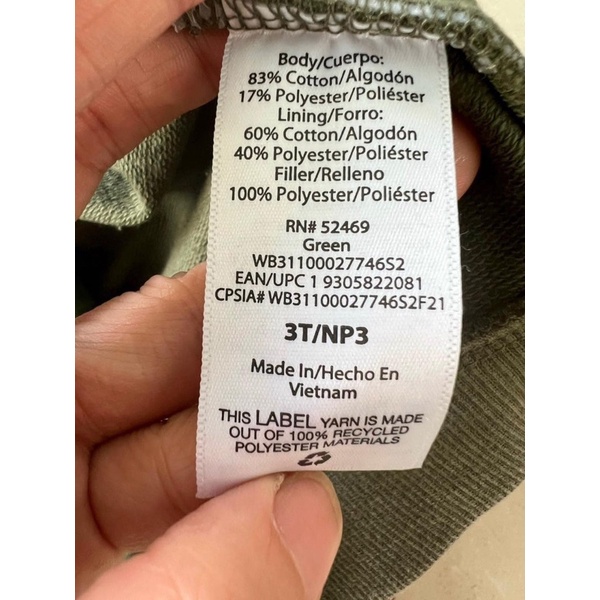 Body/Cuerpo:
83% Cotton/Algodón
17% Polyester/Poliéster
Lining/Forro:
60% Cotton/Algodón
40% Polyester/Poliéster
Filler/Relleno
100% Polyester/Poliéster
RN# 52469
Green
WB31100027746S2
EAN/UPC 1 9305822081
CPSIA# WB31100027746S2F21
3T/NP3
Made In/Hecho En
Vietnam
THIS LABEL YARN IS MADE
OUT OF 100% RECYCLED
POLYESTER MATERIALS